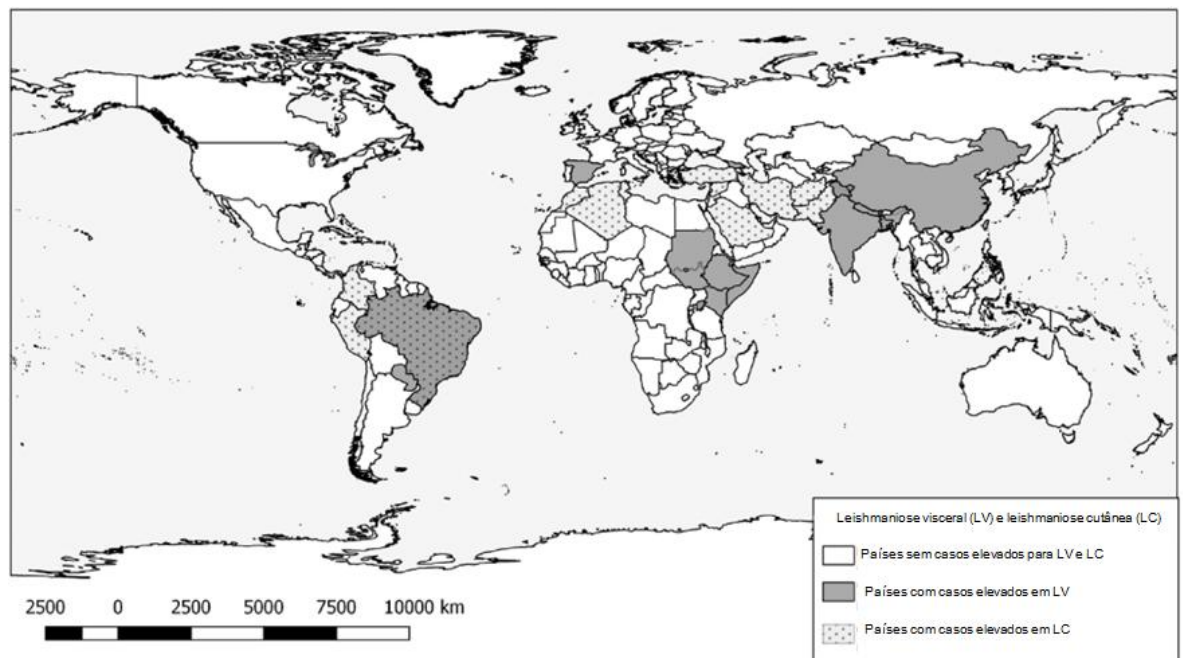 2500 0 2500 5000 7500 10000 km
Leishmaniose visceral (LV) e leishmaniose cutânea (LC)
Países sem casos elevados para LV e LC
Países com casos elevados em LV
Países com casos elevados em LC